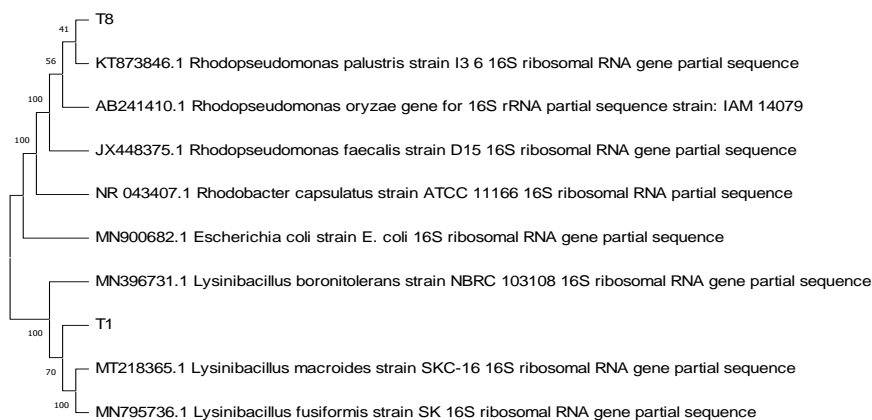 T8
41
KT873846.1 Rhodopseudomonas palustris strain I3 6 16S ribosomal RNA gene partial sequence
56
AB241410.1 Rhodopseudomonas oryzae gene for 16S rRNA partial sequence strain: IAM 14079
100
JX448375.1 Rhodopseudomonas faecalis strain D15 16S ribosomal RNA gene partial sequence
100
NR 043407.1 Rhodobacter capsulatus strain ATCC 11166 16S ribosomal RNA partial sequence
MN900682.1 Escherichia coli strain E. coli 16S ribosomal RNA gene partial sequence
MN396731.1 Lysinibacillus boronitolerans strain NBRC 103108 16S ribosomal RNA gene partial sequence
T1
100
MT218365.1 Lysinibacillus macroides strain SKC-16 16S ribosomal RNA gene partial sequence
70
MN795736.1 Lysinibacillus fusiformis strain SK 16S ribosomal RNA gene partial sequence
100